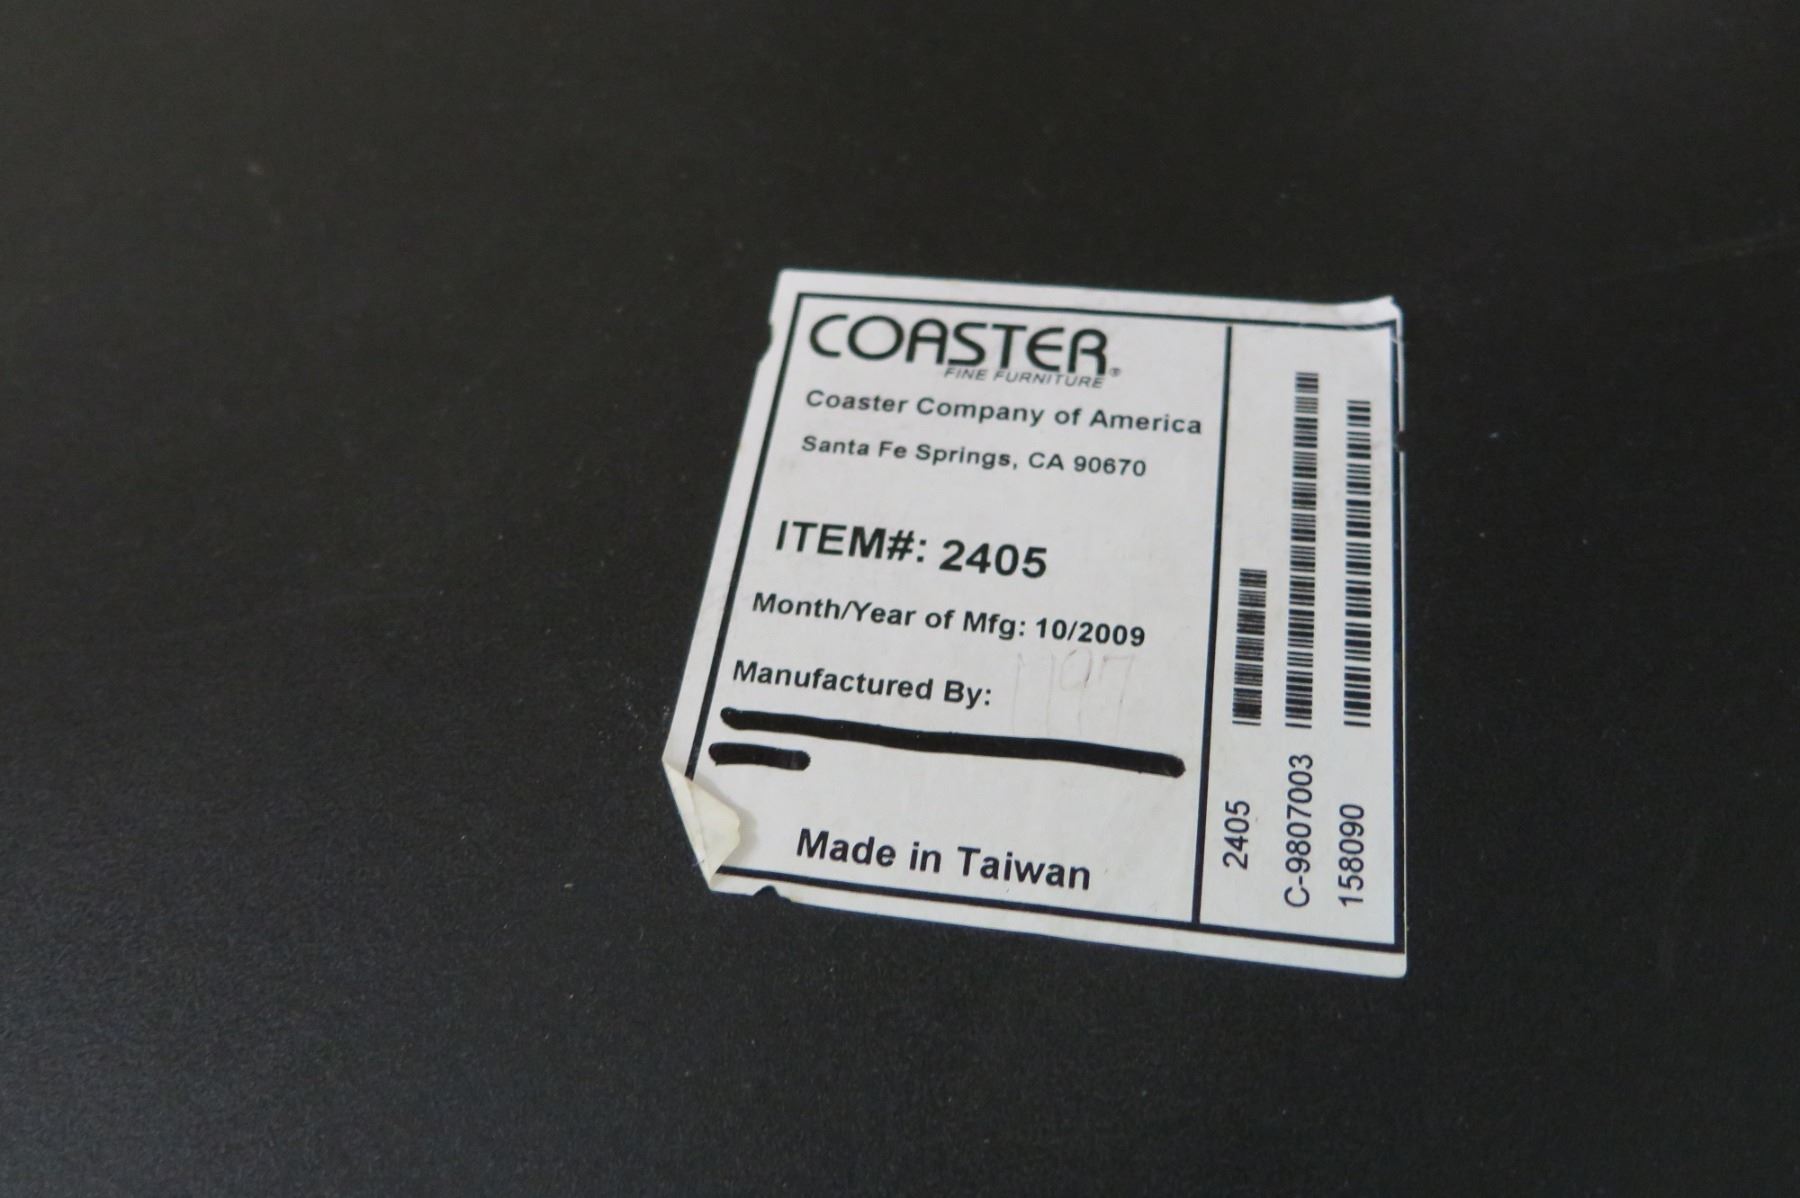 COASTER
FINE FURNITURE®
Coaster Company of America
Santa Fe Springs, CA 90670
ITEM#: 2405
Month/Year of Mfg: 10/2009
Manufactured By:
Made in Taiwan
2405
C-9807003
158090